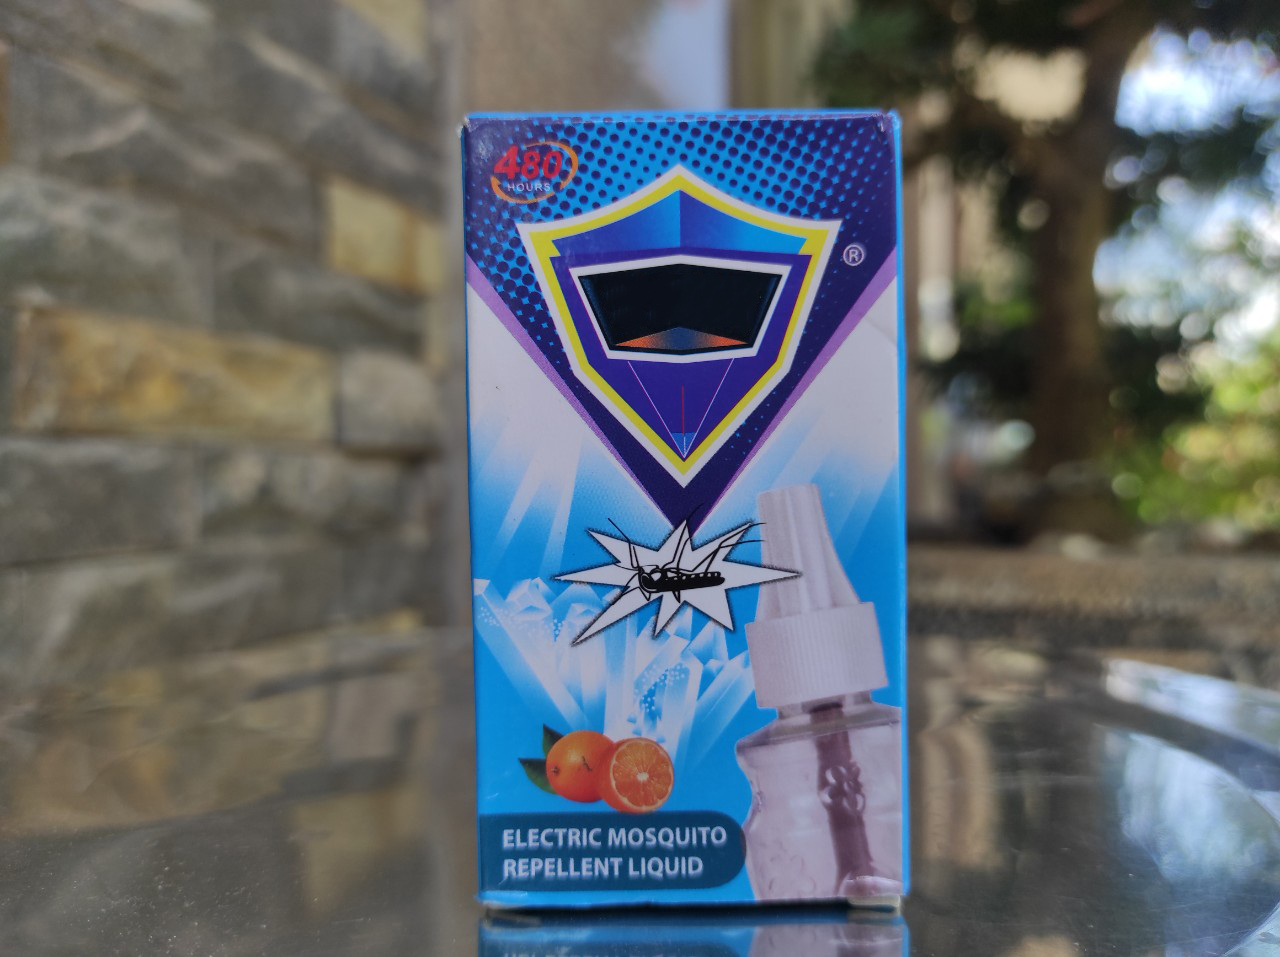 480
HOURS
®
ELECTRIC MOSQUITO
REPELLENT LIQUID